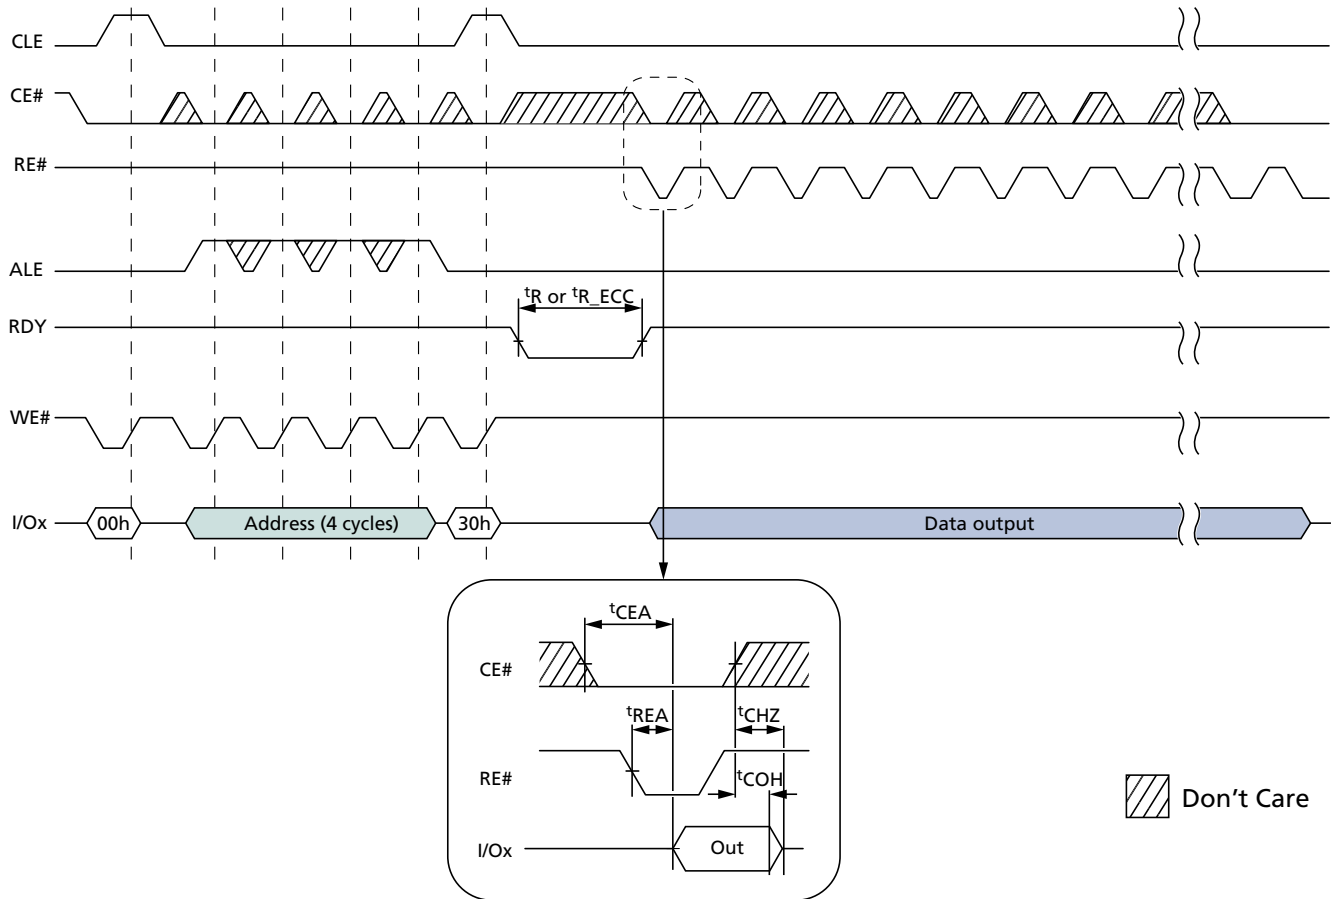 CLE
CE#
RE#
ALE
tR or tR_ECC
RDY
WE#
I/Ox 00h Address (4 cycles) 30h Data output
tCEA
CE#
tREA tCHZ
RE# tCOH
I/Ox Out
Don't Care